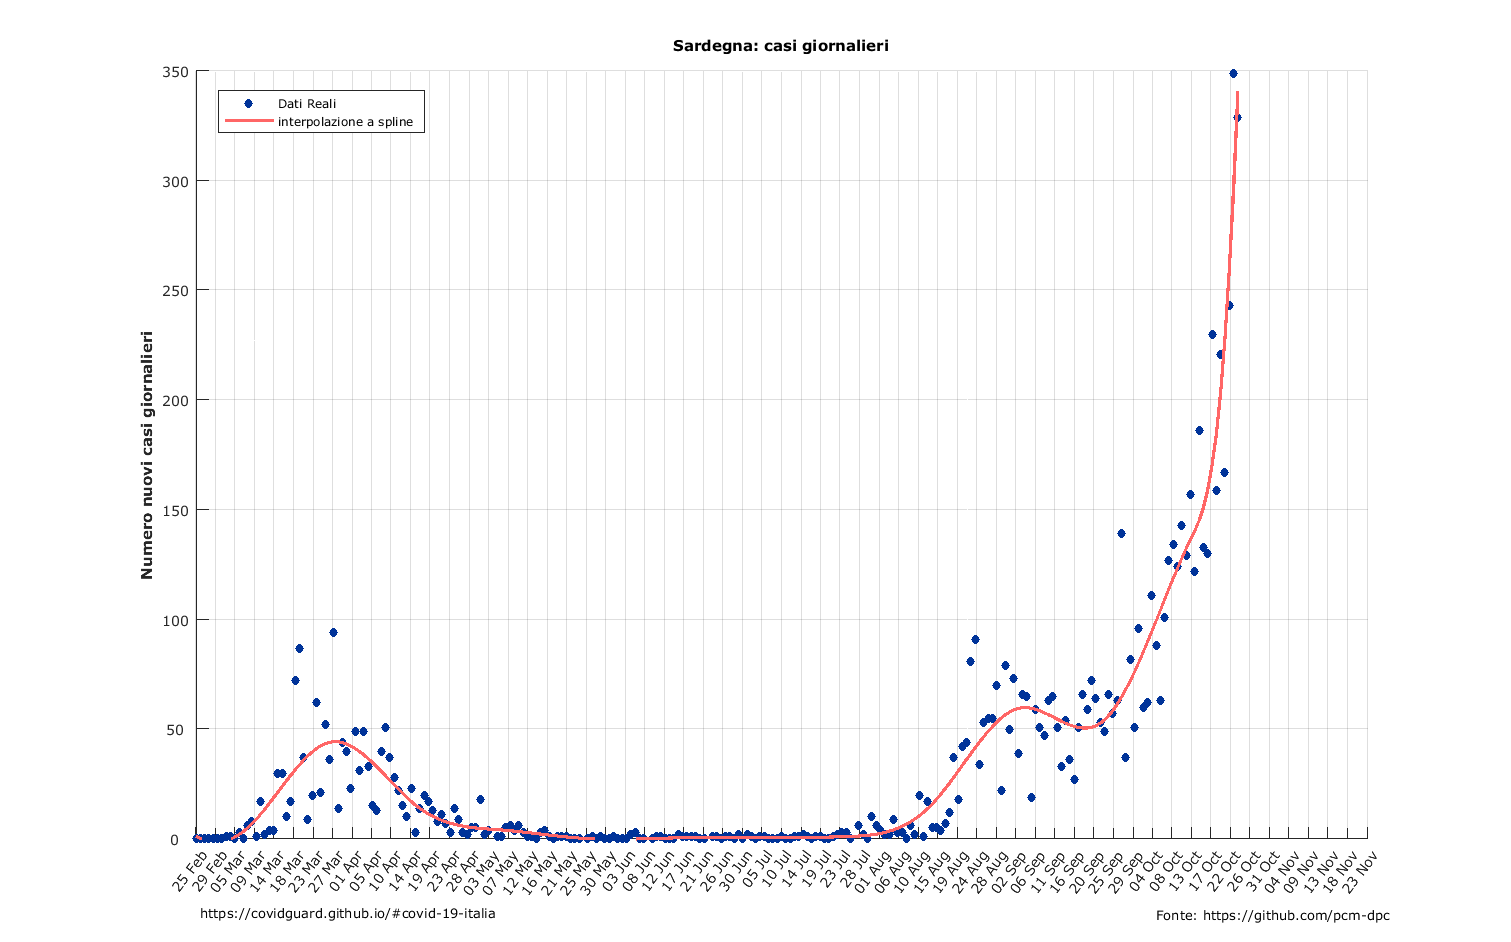 Sardegna: casi giornalieri
350
Dati Reali
interpolazione a spline
300
250
200
150
100
50
0
Numero nuovi casi giornalieri
25 Feb
29 Feb
05 Mar
09 Mar
14 Mar
18 Mar
23 Mar
27 Mar
01 Apr
05 Apr
10 Apr
14 Apr
19 Apr
23 Apr
28 Apr
03 May
07 May
12 May
16 May
21 May
25 May
30 May
03 Jun
08 Jun
12 Jun
17 Jun
21 Jun
26 Jun
30 Jun
05 Jul
10 Jul
14 Jul
19 Jul
23 Jul
28 Jul
01 Aug
06 Aug
10 Aug
15 Aug
19 Aug
24 Aug
28 Aug
02 Sep
06 Sep
11 Sep
16 Sep
20 Sep
25 Sep
29 Sep
04 Oct
08 Oct
13 Oct
17 Oct
22 Oct
26 Oct
31 Oct
04 Nov
09 Nov
13 Nov
18 Nov
23 Nov
https://covidguard.github.io/#covid-19-italia
Fonte: https://github.com/pcm-dpc